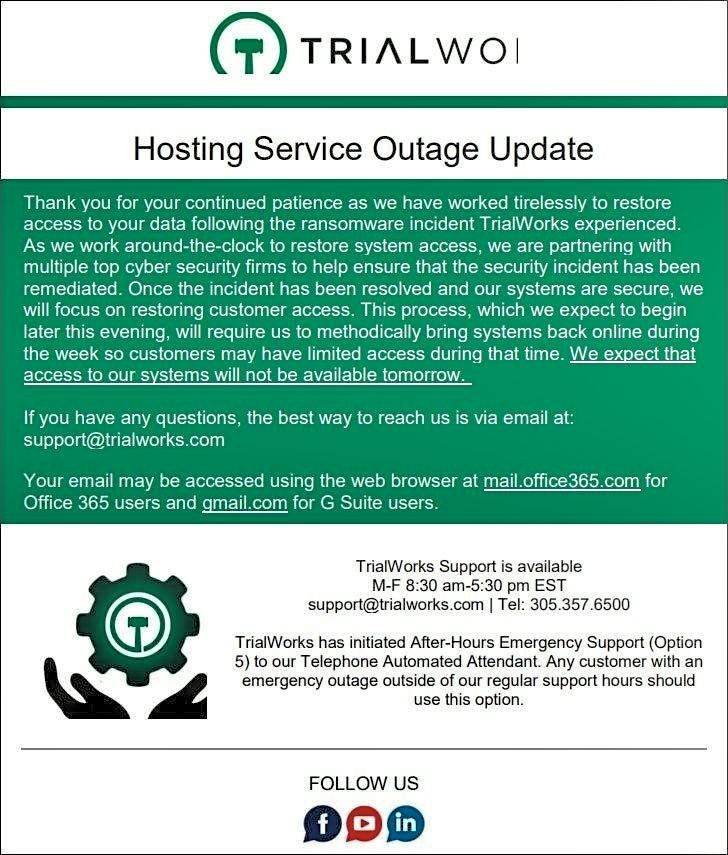 TRIALWO
Hosting Service Outage Update
Thank you for your continued patience as we have worked tirelessly to restore
access to your data following the ransomware incident TrialWorks experienced.
As we work around-the-clock to restore system access, we are partnering with
multiple top cyber security firms to help ensure that the security incident has been
remediated. Once the incident has been resolved and our systems are secure, we
will focus on restoring customer access. This process, which we expect to begin
later this evening, will require us to methodically bring systems back online during
the week so customers may have limited access during that time. We expect that
access to our systems will not be available tomorrow.
If you have any questions, the best way to reach us is via email at:
support@trialworks.com
Your email may be accessed using the web browser at mail.office365.com for
Office 365 users and gmail.com for G Suite users.
TrialWorks Support is available
M-F 8:30 am-5:30 pm EST
support@trialworks.com | Tel: 305.357.6500
TrialWorks has initiated After-Hours Emergency Support (Option
5) to our Telephone Automated Attendant. Any customer with an
emergency outage outside of our regular support hours should
use this option.
FOLLOW US
f
in